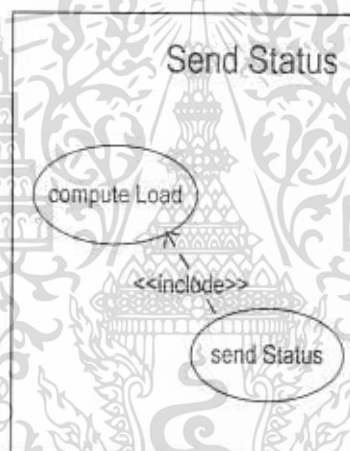 Send Status
compute Load
<<include>>
send Status